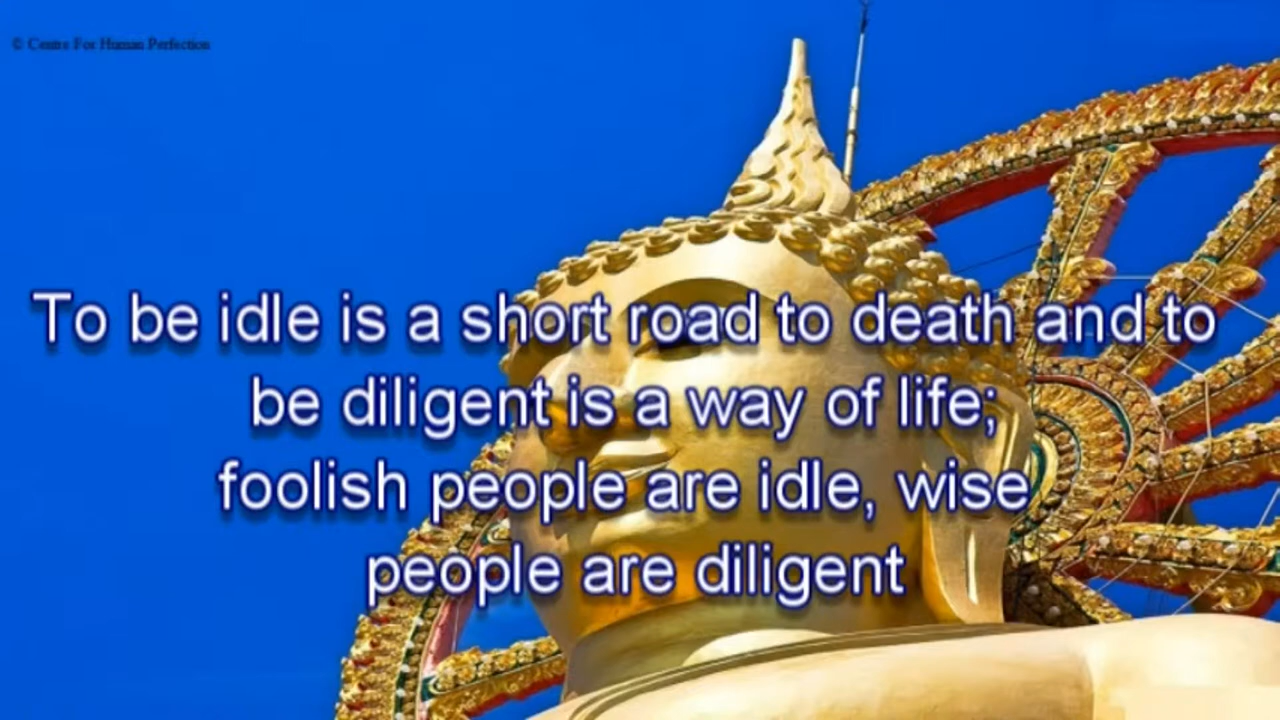 © Centre For Human Perfection
To be idle is a short road to death and to
be diligent is a way of life;
foolish people are idle, wise
people are diligent